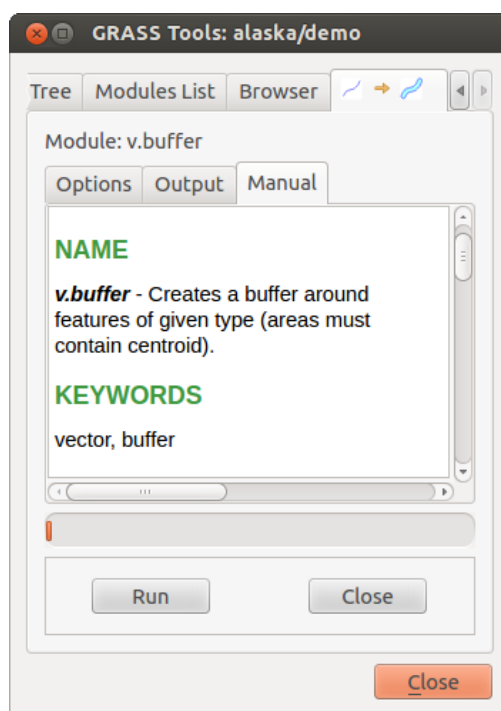 GRASS Tools: alaska/demo
Tree Modules List Browser
Module: v.buffer
Options Output Manual
NAME
v.buffer - Creates a buffer around
features of given type (areas must
contain centroid).
KEYWORDS
vector, buffer
Run Close
Close